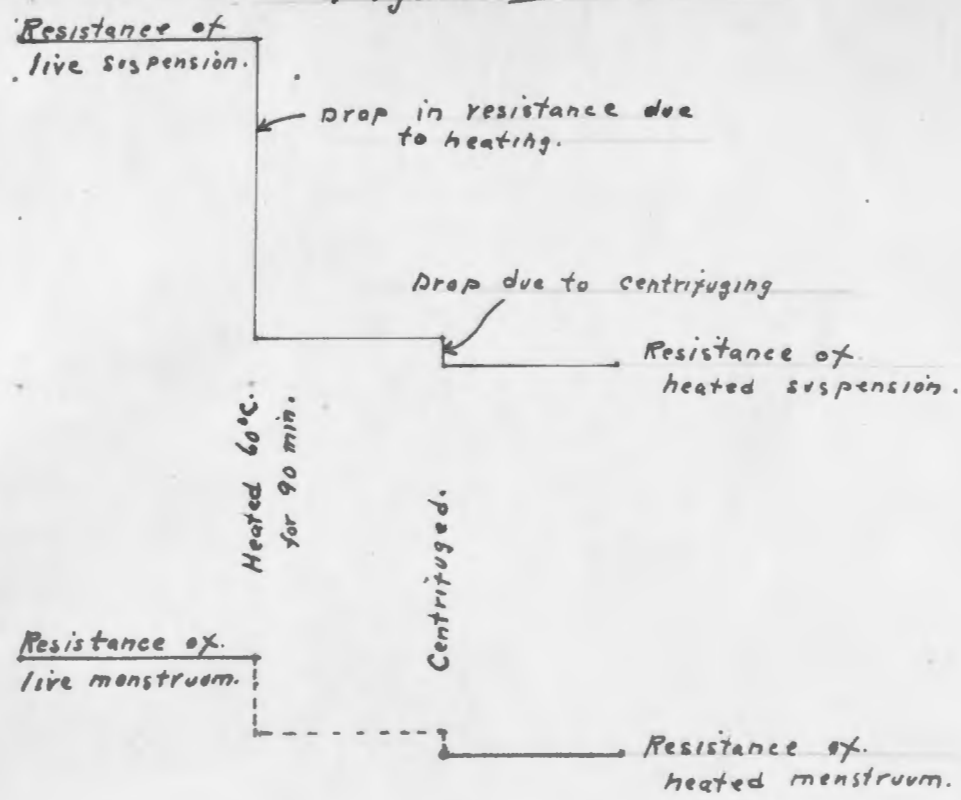 Resistance of
live suspension.
Drop in resistance due
to heating.
Drop due to centrifuging
Resistance of
heated suspension.
Heated 60°C.
for 90 min.
Centrifuged.
Resistance of.
live menstruum.
Resistance of.
heated menstruum.